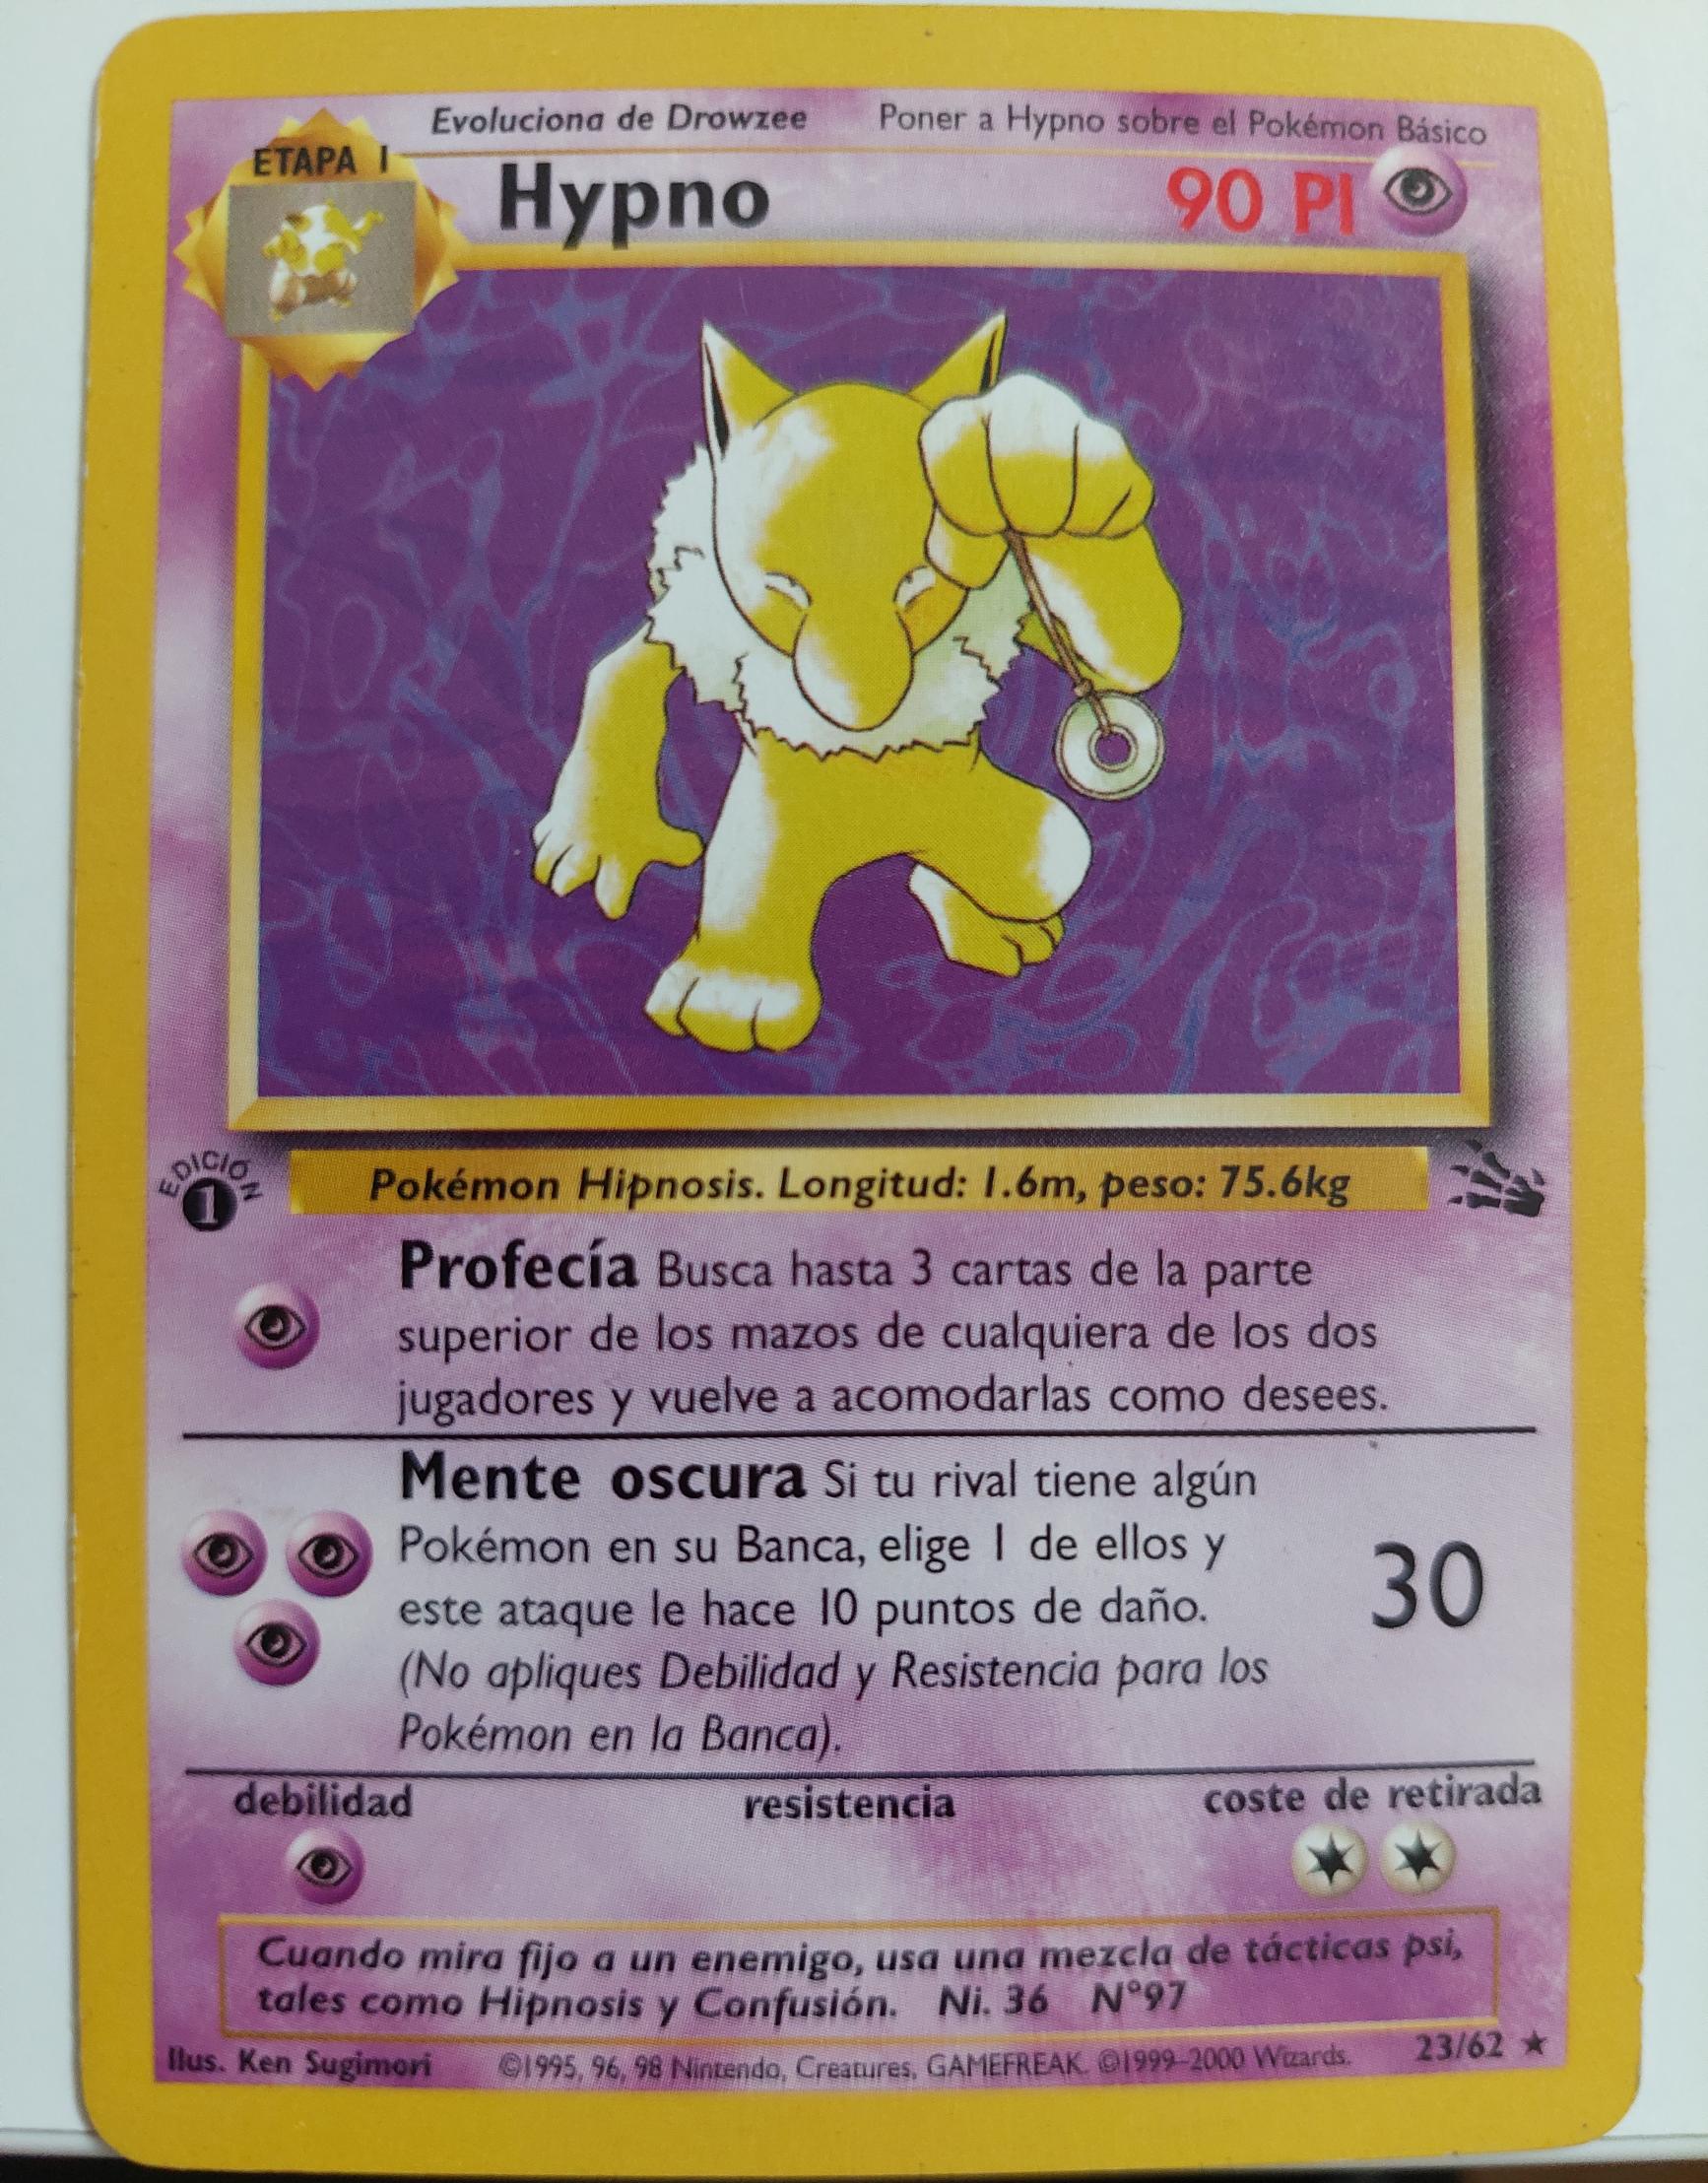 Evoluciona de Drowzee Poner a Hypno sobre el Pokémon Básico
ETAPA 1
Hypno 90 PI
EDICIÓN 1
Pokémon Hipnosis. Longitud: 1.6m, peso: 75.6kg
Profecía Busca hasta 3 cartas de la parte
superior de los mazos de cualquiera de los dos
jugadores y vuelve a acomodarlas como desees.
Mente oscura Si tu rival tiene algún
Pokémon en su Banca, elige 1 de ellos y
este ataque le hace 10 puntos de daño.
(No apliques Debilidad y Resistencia para los
Pokémon en la Banca).
30
debilidad resistencia coste de retirada
Cuando mira fijo a un enemigo, usa una mezcla de tácticas psi,
tales como Hipnosis y Confusión. Ni. 36 N°97
Ilus. Ken Sugimori ©1995, 96, 98 Nintendo, Creatures, GAMEFREAK. ©1999-2000 Wizards. 23/62 ★